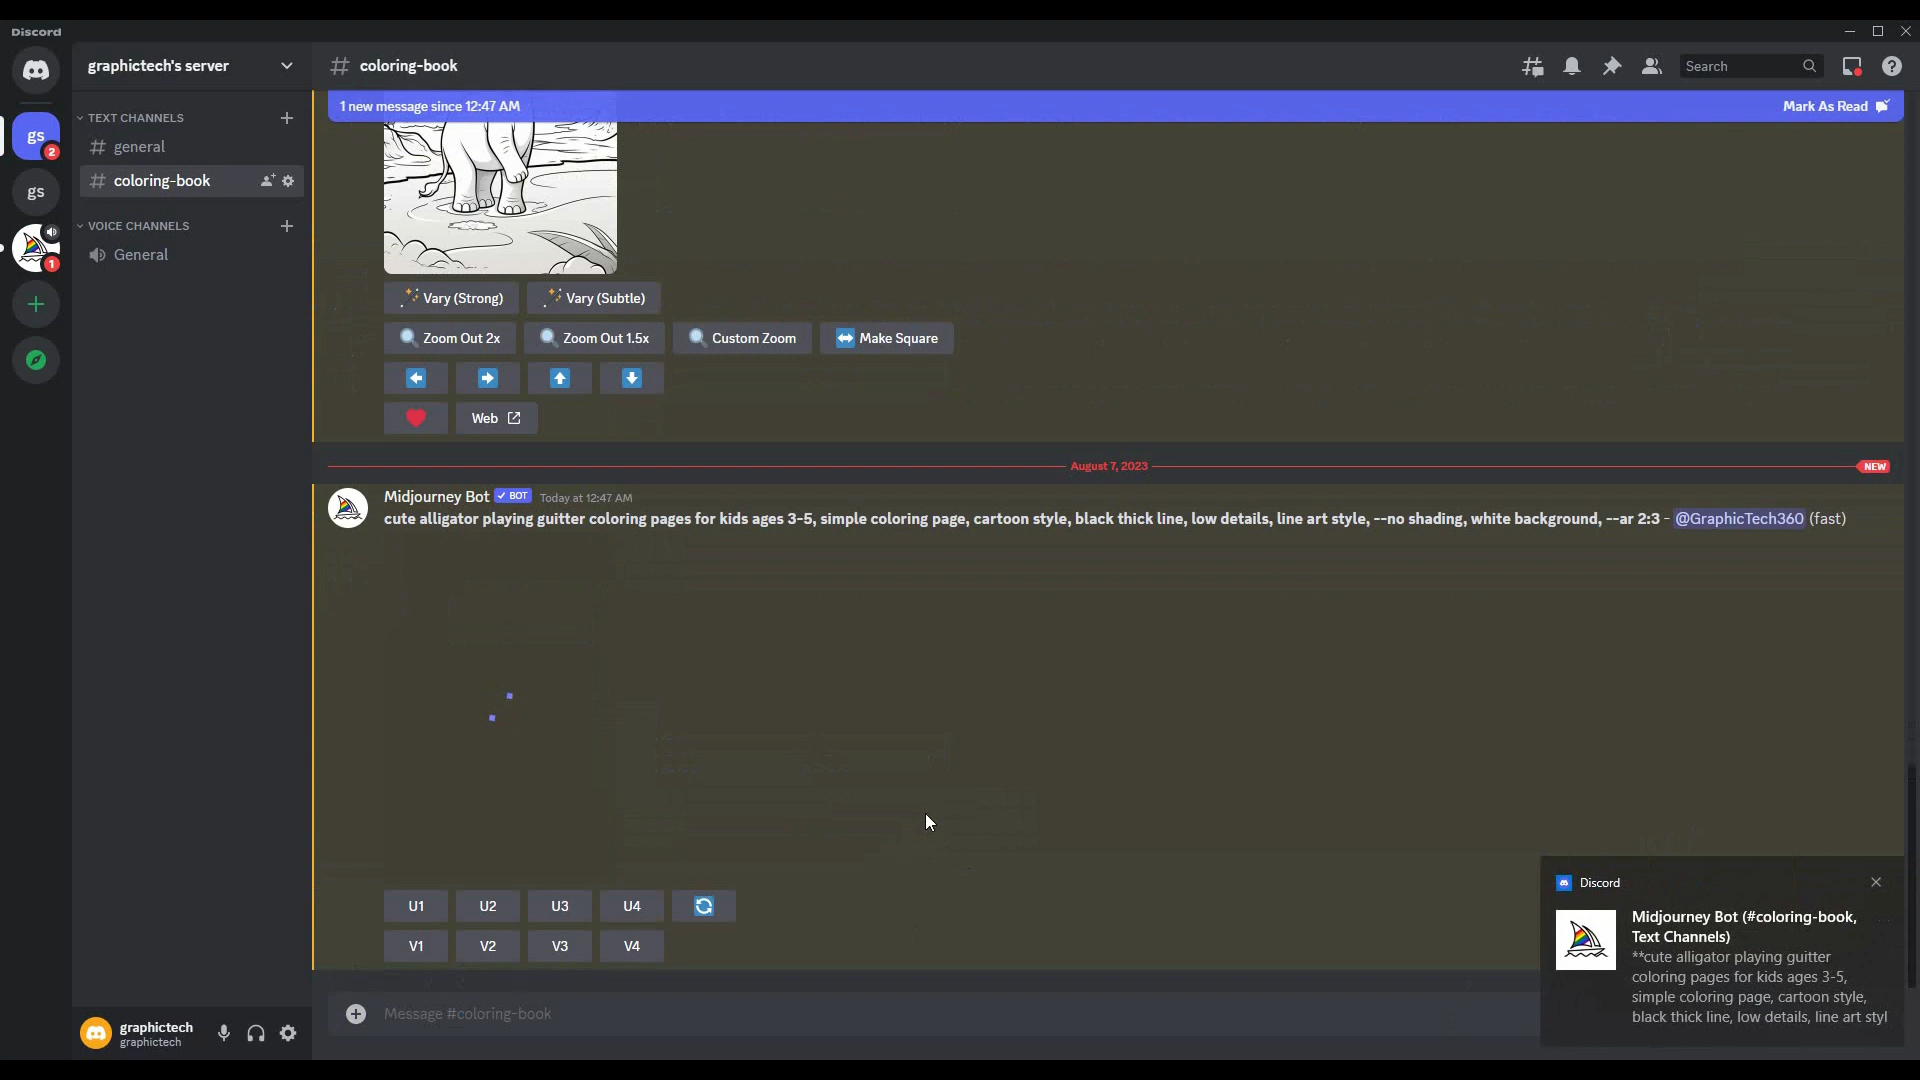 Discord
graphictech's server
# coloring-book
Search
1 new message since 12:47 AM
Mark As Read
TEXT CHANNELS
# general
# coloring-book
VOICE CHANNELS
General
gs
2
gs
1
Vary (Strong)
Vary (Subtle)
Zoom Out 2x
Zoom Out 1.5x
Custom Zoom
Make Square
Web
August 7, 2023
NEW
Midjourney Bot ✓ BOT Today at 12:47 AM
cute alligator playing guitter coloring pages for kids ages 3-5, simple coloring page, cartoon style, black thick line, low details, line art style, --no shading, white background, --ar 2:3 - @GraphicTech360 (fast)
U1
U2
U3
U4
V1
V2
V3
V4
Message #coloring-book
graphictech
graphictech
Discord
Midjourney Bot (#coloring-book,
Text Channels)
**cute alligator playing guitter
coloring pages for kids ages 3-5,
simple coloring page, cartoon style,
black thick line, low details, line art styl